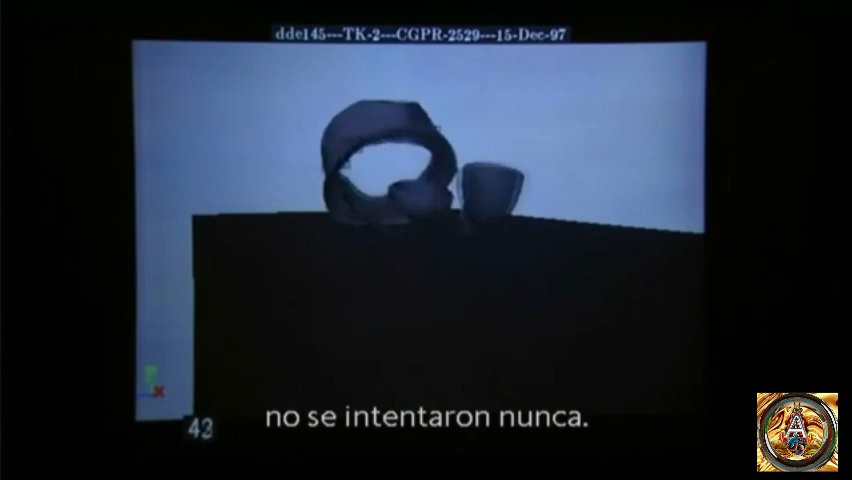 dde145---TK-2---CGPR-2529---15-Dec-97
43
no se intentaron nunca.